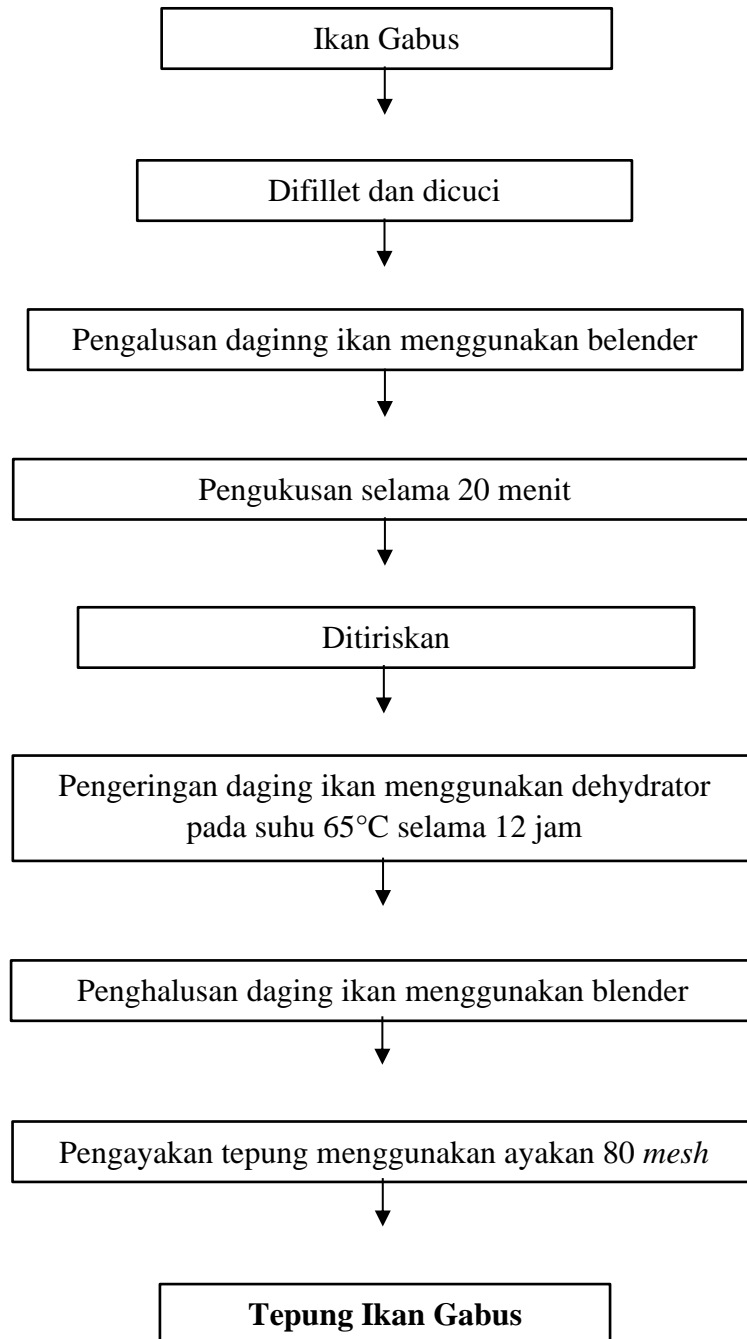 Ikan Gabus
Difillet dan dicuci
Pengalusan daginng ikan menggunakan belender
Pengukusan selama 20 menit
Ditiriskan
Pengeringan daging ikan menggunakan dehydrator
pada suhu 65°C selama 12 jam
Penghalusan daging ikan menggunakan blender
Pengayakan tepung menggunakan ayakan 80 mesh
Tepung Ikan Gabus